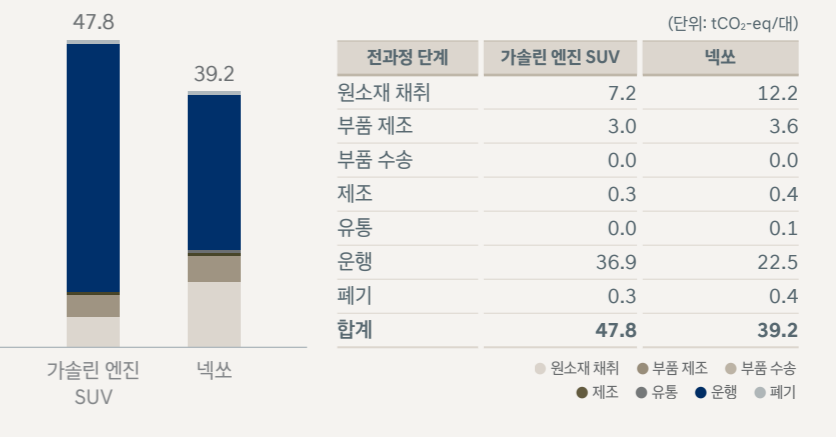 47.8
39.2
가솔린 엔진
SUV
넥쏘
(단위: tCO₂-eq/대)
전과정 단계 가솔린 엔진 SUV 넥쏘
원소재 채취 7.2 12.2
부품 제조 3.0 3.6
부품 수송 0.0 0.0
제조 0.3 0.4
유통 0.0 0.1
운행 36.9 22.5
폐기 0.3 0.4
합계 47.8 39.2
원소재 채취 부품 제조 부품 수송
제조 유통 운행 폐기